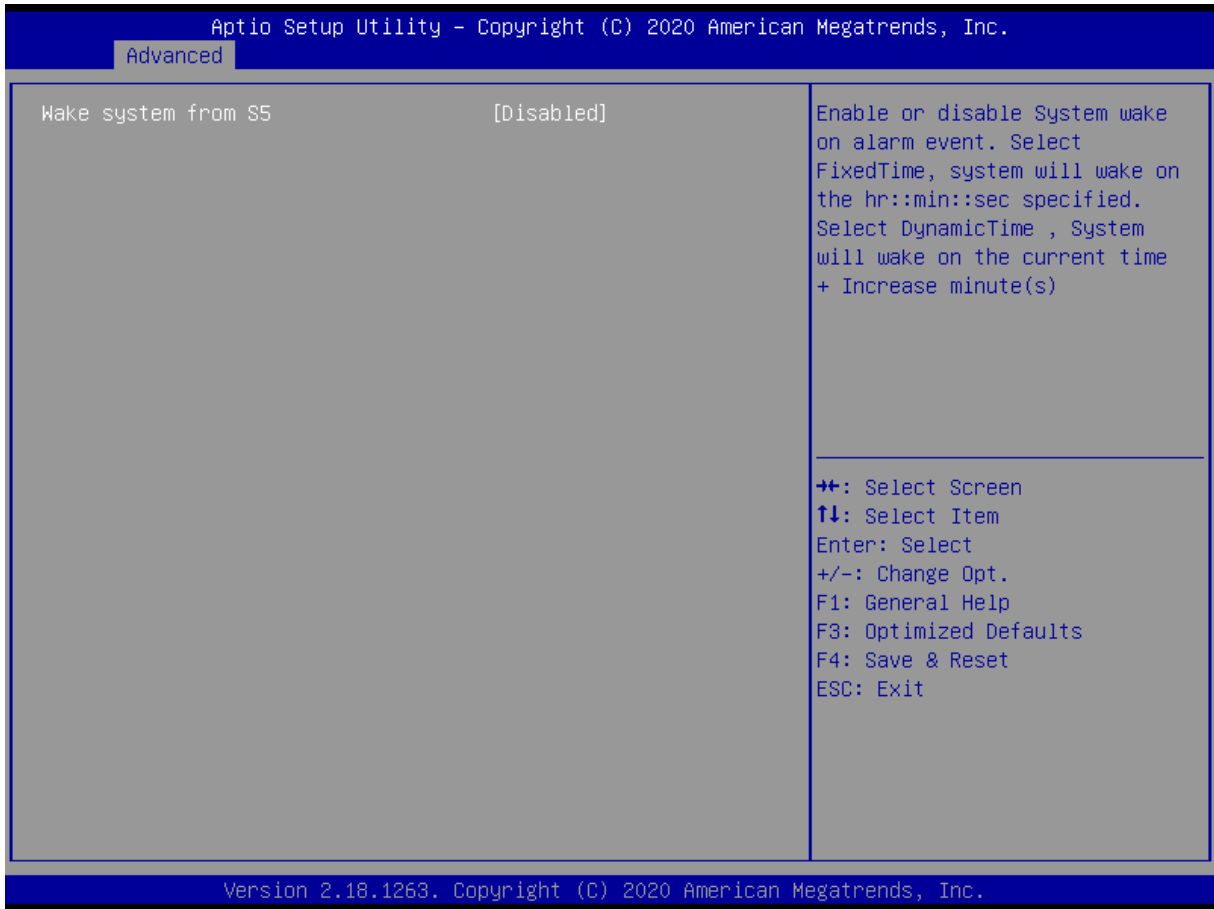 Aptio Setup Utility – Copyright (C) 2020 American Megatrends, Inc.
Advanced
Wake system from S5 [Disabled]
Enable or disable System wake
on alarm event. Select
FixedTime, system will wake on
the hr::min::sec specified.
Select DynamicTime , System
will wake on the current time
+ Increase minute(s)
→←: Select Screen
↑↓: Select Item
Enter: Select
+/-: Change Opt.
F1: General Help
F3: Optimized Defaults
F4: Save & Reset
ESC: Exit
Version 2.18.1263. Copyright (C) 2020 American Megatrends, Inc.